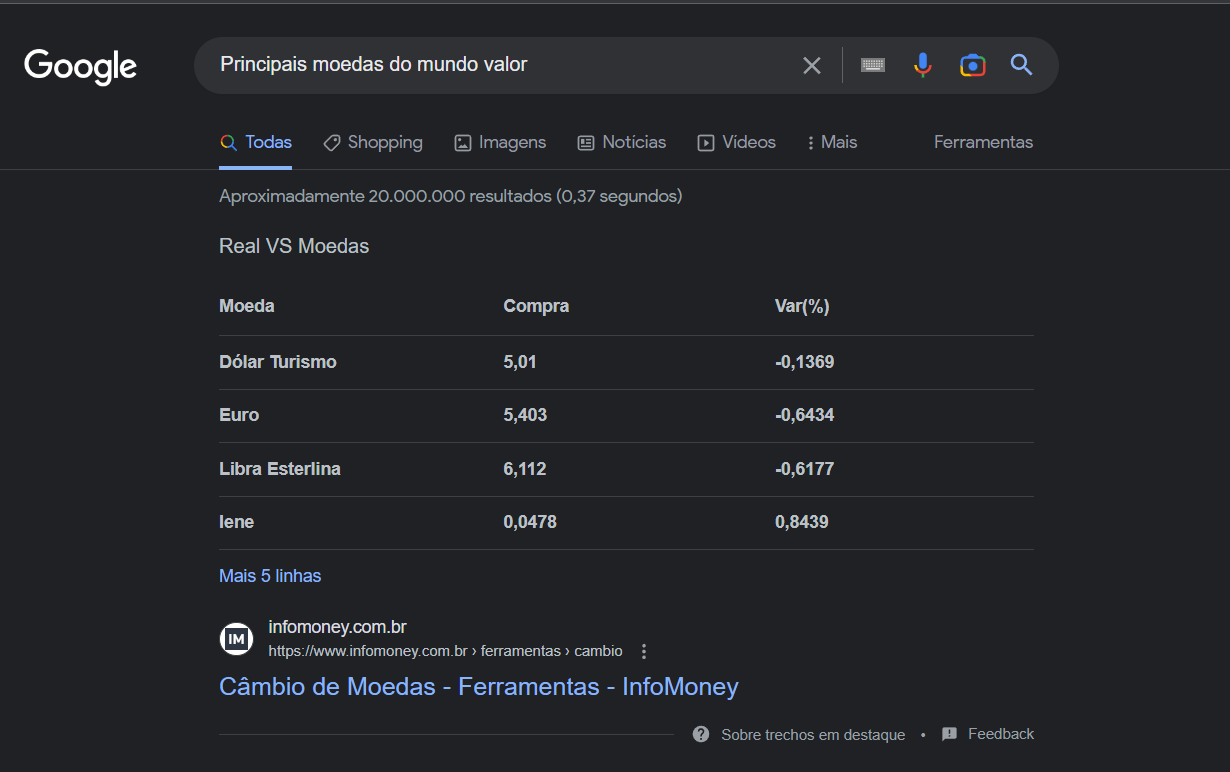 Google
Principais moedas do mundo valor
Todas Shopping Imagens Notícias Vídeos Mais Ferramentas
Aproximadamente 20.000.000 resultados (0,37 segundos)
Real VS Moedas
Moeda Compra Var(%)
Dólar Turismo 5,01 -0,1369
Euro 5,403 -0,6434
Libra Esterlina 6,112 -0,6177
Iene 0,0478 0,8439
Mais 5 linhas
IM
infomoney.com.br
https://www.infomoney.com.br › ferramentas › cambio
Câmbio de Moedas - Ferramentas - InfoMoney
Sobre trechos em destaque • Feedback